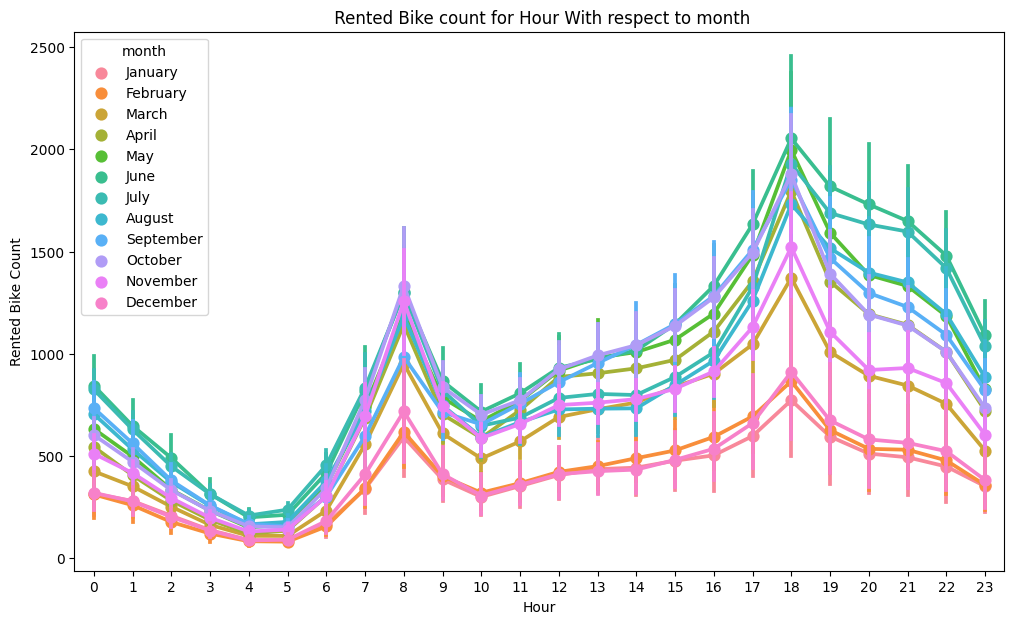 Rented Bike count for Hour With respect to month
month
January
February
March
April
May
June
July
August
September
October
November
December
Rented Bike Count
2500
2000
1500
1000
500
0
0 1 2 3 4 5 6 7 8 9 10 11 12 13 14 15 16 17 18 19 20 21 22 23
Hour